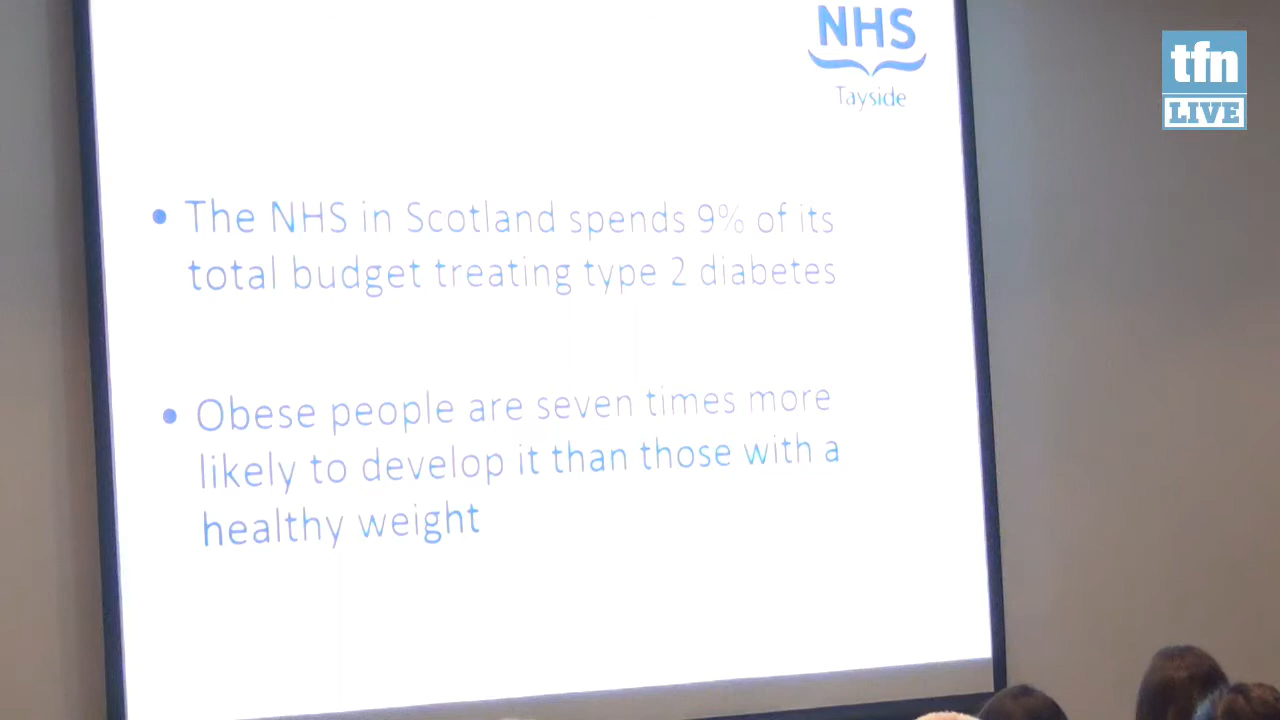 NHS
Tayside
tfn
LIVE
• The NHS in Scotland spends 9% of its
total budget treating type 2 diabetes
• Obese people are seven times more
likely to develop it than those with a
healthy weight